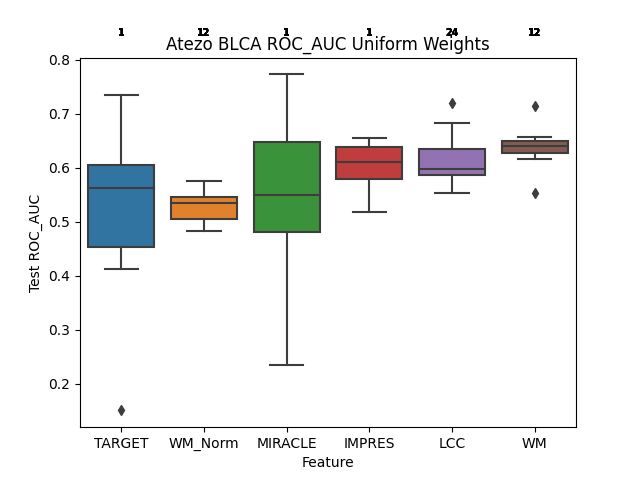 1 12 1 1 24 12
Atezo BLCA ROC_AUC Uniform Weights
0.8
0.7
0.6
0.5
0.4
0.3
0.2
Test ROC_AUC
TARGET WM_Norm MIRACLE IMPRES LCC WM
Feature